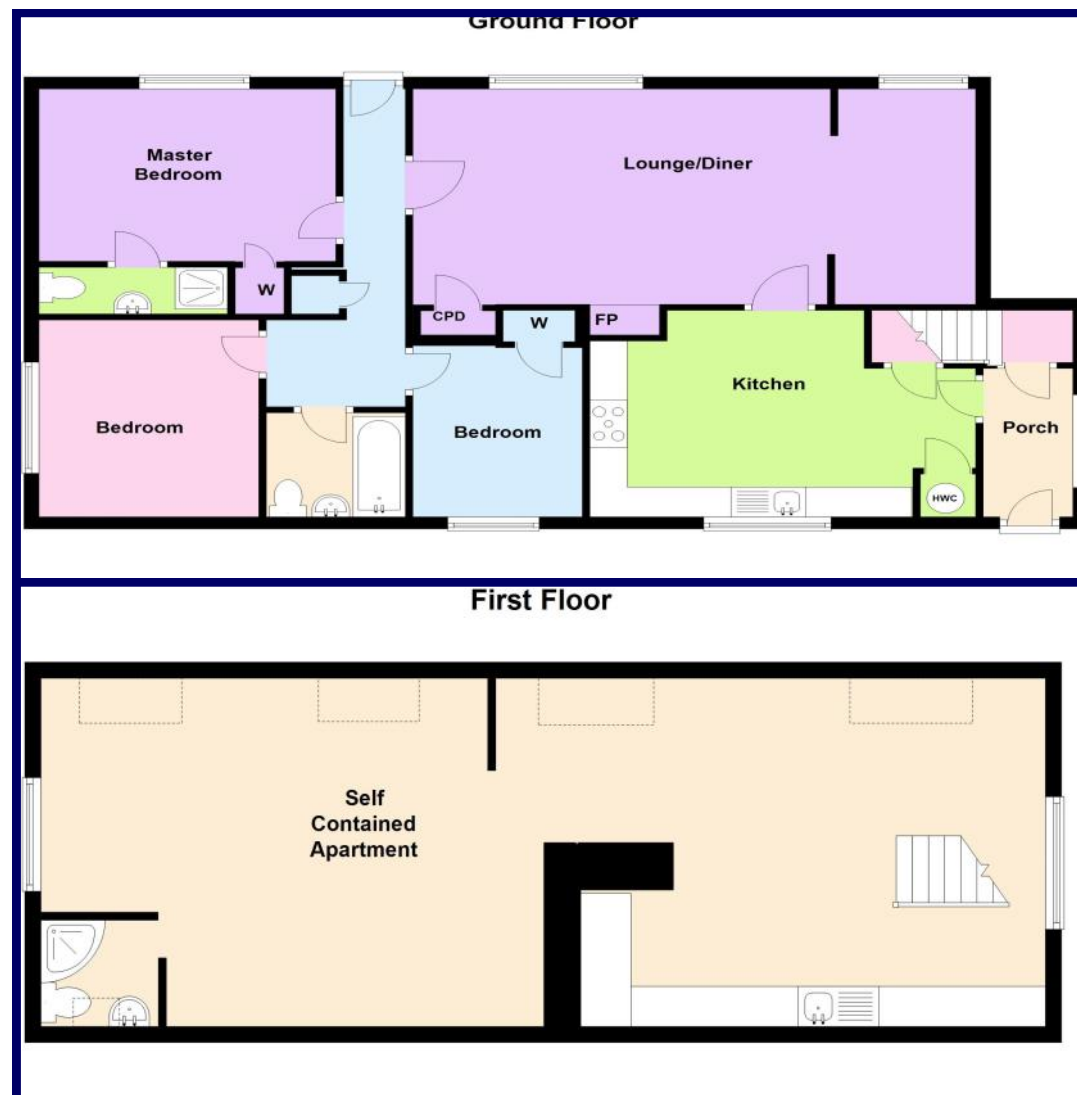 Ground Floor
Master
Bedroom
Lounge/Diner
W
CPD
W
FP
Kitchen
Bedroom
Bedroom
Porch
HWC
First Floor
Self
Contained
Apartment